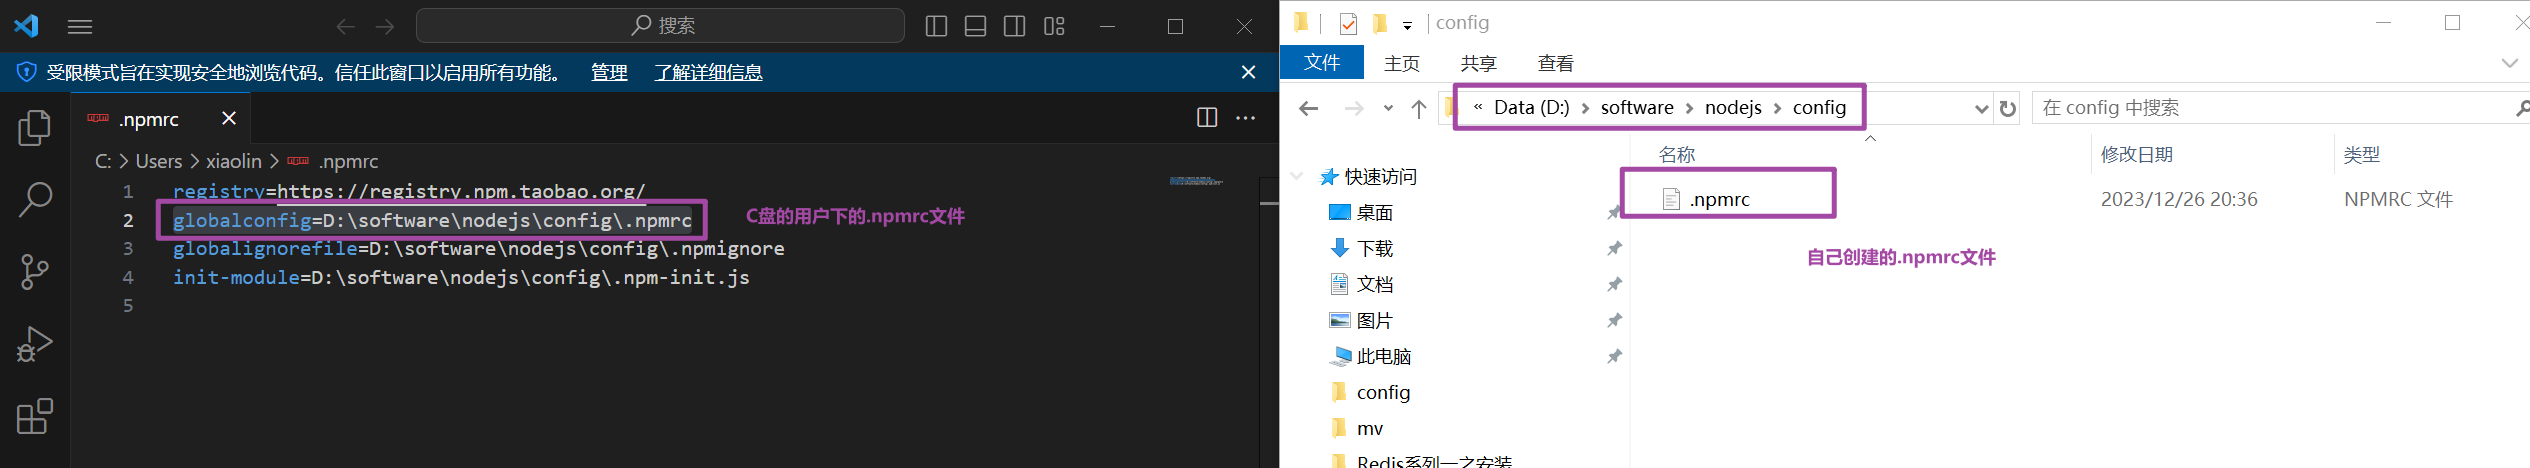 搜索
受限模式旨在实现安全地浏览代码。信任此窗口以启用所有功能。 管理 了解详细信息
.npmrc
C: > Users > xiaolin > .npmrc
1 registry=https://registry.npm.taobao.org/
2 globalconfig=D:\software\nodejs\config\.npmrc
C盘的用户下的.npmrc文件
3 globalignorefile=D:\software\nodejs\config\.npmignore
4 init-module=D:\software\nodejs\config\.npm-init.js
5
config
文件 主页 共享 查看
« Data (D:) > software > nodejs > config
在 config 中搜索
名称 修改日期 类型
快速访问
.npmrc 2023/12/26 20:36 NPMRC 文件
自己创建的.npmrc文件
桌面
下载
文档
图片
此电脑
config
mv
Redis系列一之安装